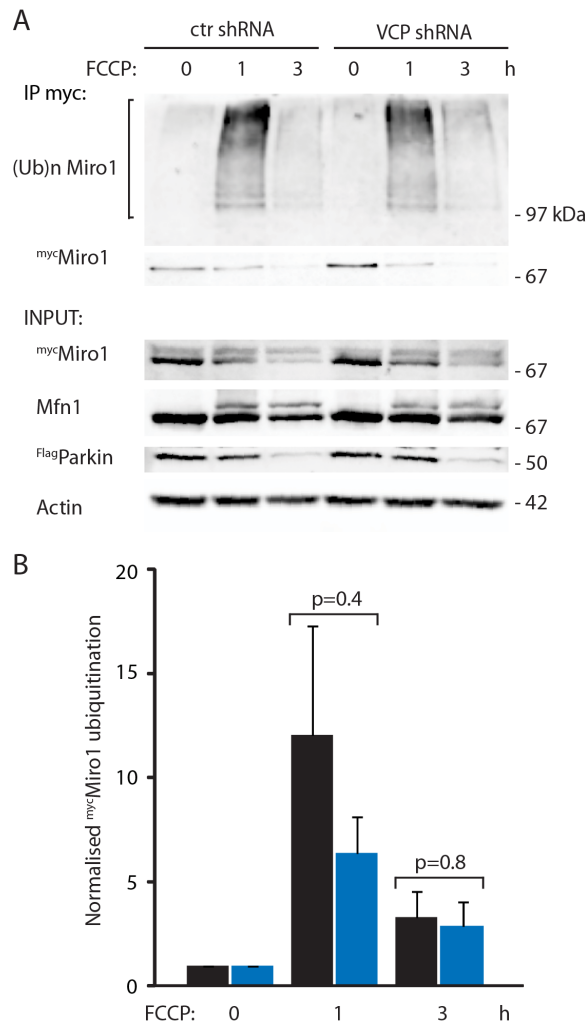 A
ctr shRNA VCP shRNA
FCCP: 0 1 3 0 1 3 h
IP myc:
(Ub)n Miro1
- 97 kDa
mycMiro1
- 67
INPUT:
mycMiro1
- 67
Mfn1
- 67
FlagParkin
- 50
Actin
- 42
B
20
p=0.4
15
Normalised mycMiro1 ubiquitination
10
p=0.8
5
0
FCCP: 0 1 3 h